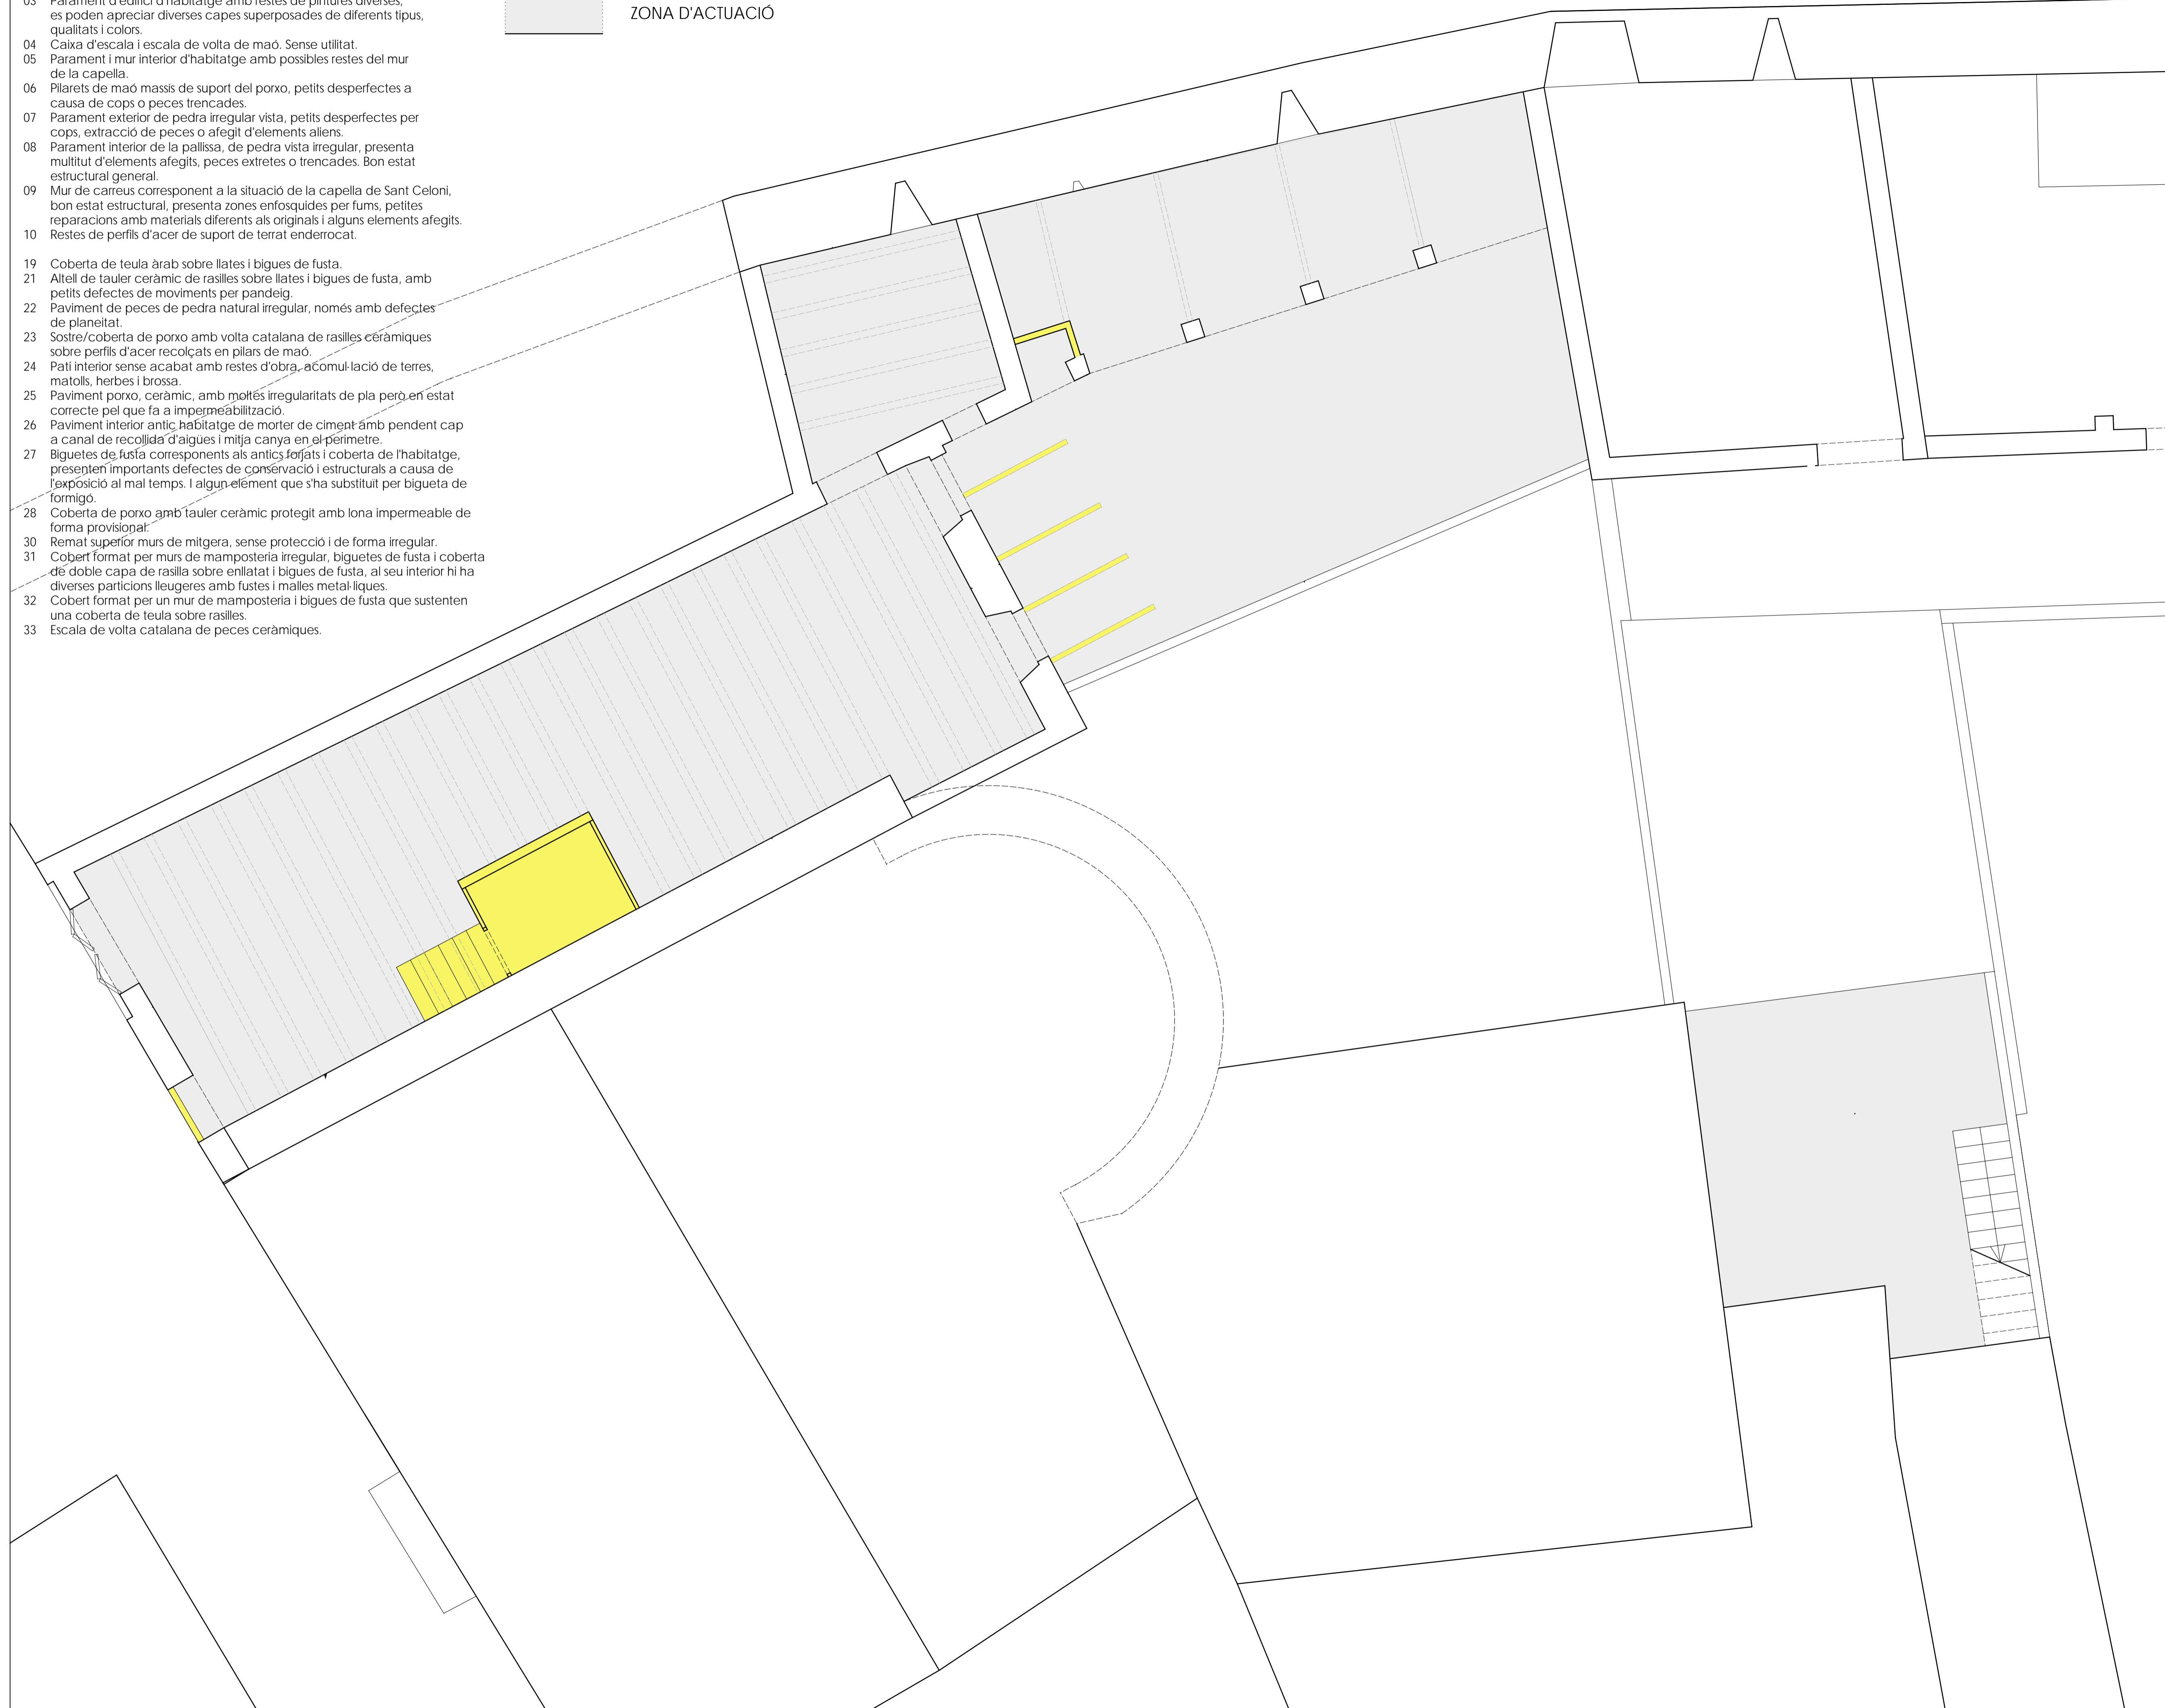 03 Parament d'edifici d'habitatge amb restes de pintures diverses,
es poden apreciar diverses capes superposades de diferents tipus,
qualitats i colors.
04 Caixa d'escala i escala de volta de maó. Sense utilitat.
05 Parament i mur interior d'habitatge amb possibles restes del mur
de la capella.
06 Pilarets de maó massis de suport del porxo, petits desperfectes a
causa de cops o peces trencades.
07 Parament exterior de pedra irregular vista, petits desperfectes per
cops, extracció de peces o afegit d'elements aliens.
08 Parament interior de la pallissa, de pedra vista irregular, presenta
multitut d'elements afegits, peces extretes o trencades. Bon estat
estructural general.
09 Mur de carreus corresponent a la situació de la capella de Sant Celoni,
bon estat estructural, presenta zones enfosquides per fums, petites
reparacions amb materials diferents als originals i alguns elements afegits.
10 Restes de perfils d'acer de suport de terrat enderrocat.
19 Coberta de teula àrab sobre llates i bigues de fusta.
21 Altell de tauler ceràmic de rasilles sobre llates i bigues de fusta, amb
petits defectes de moviments per pandeig.
22 Paviment de peces de pedra natural irregular, només amb defectes
de planeitat.
23 Sostre/coberta de porxo amb volta catalana de rasilles ceràmiques
sobre perfils d'acer recolçats en pilars de maó.
24 Pati interior sense acabat amb restes d'obra, acomul·lació de terres,
matolls, herbes i brossa.
25 Paviment porxo, ceràmic, amb moltes irregularitats de pla però en estat
correcte pel que fa a impermeabilització.
26 Paviment interior antic habitatge de morter de ciment amb pendent cap
a canal de recollida d'aigües i mitja canya en el perímetre.
27 Biguetes de fusta corresponents als antics forjats i coberta de l'habitatge,
presenten importants defectes de conservació i estructurals a causa de
l'exposició al mal temps. I algun element que s'ha substituït per bigueta de
formigó.
28 Coberta de porxo amb tauler ceràmic protegit amb lona impermeable de
forma provisional.
30 Remat superior murs de mitgera, sense protecció i de forma irregular.
31 Cobert format per murs de mamposteria irregular, biguetes de fusta i coberta
de doble capa de rasilla sobre enllatat i bigues de fusta, al seu interior hi ha
diverses particions lleugeres amb fustes i malles metal·liques.
32 Cobert format per un mur de mamposteria i bigues de fusta que sustenten
una coberta de teula sobre rasilles.
33 Escala de volta catalana de peces ceràmiques.
ZONA D'ACTUACIÓ